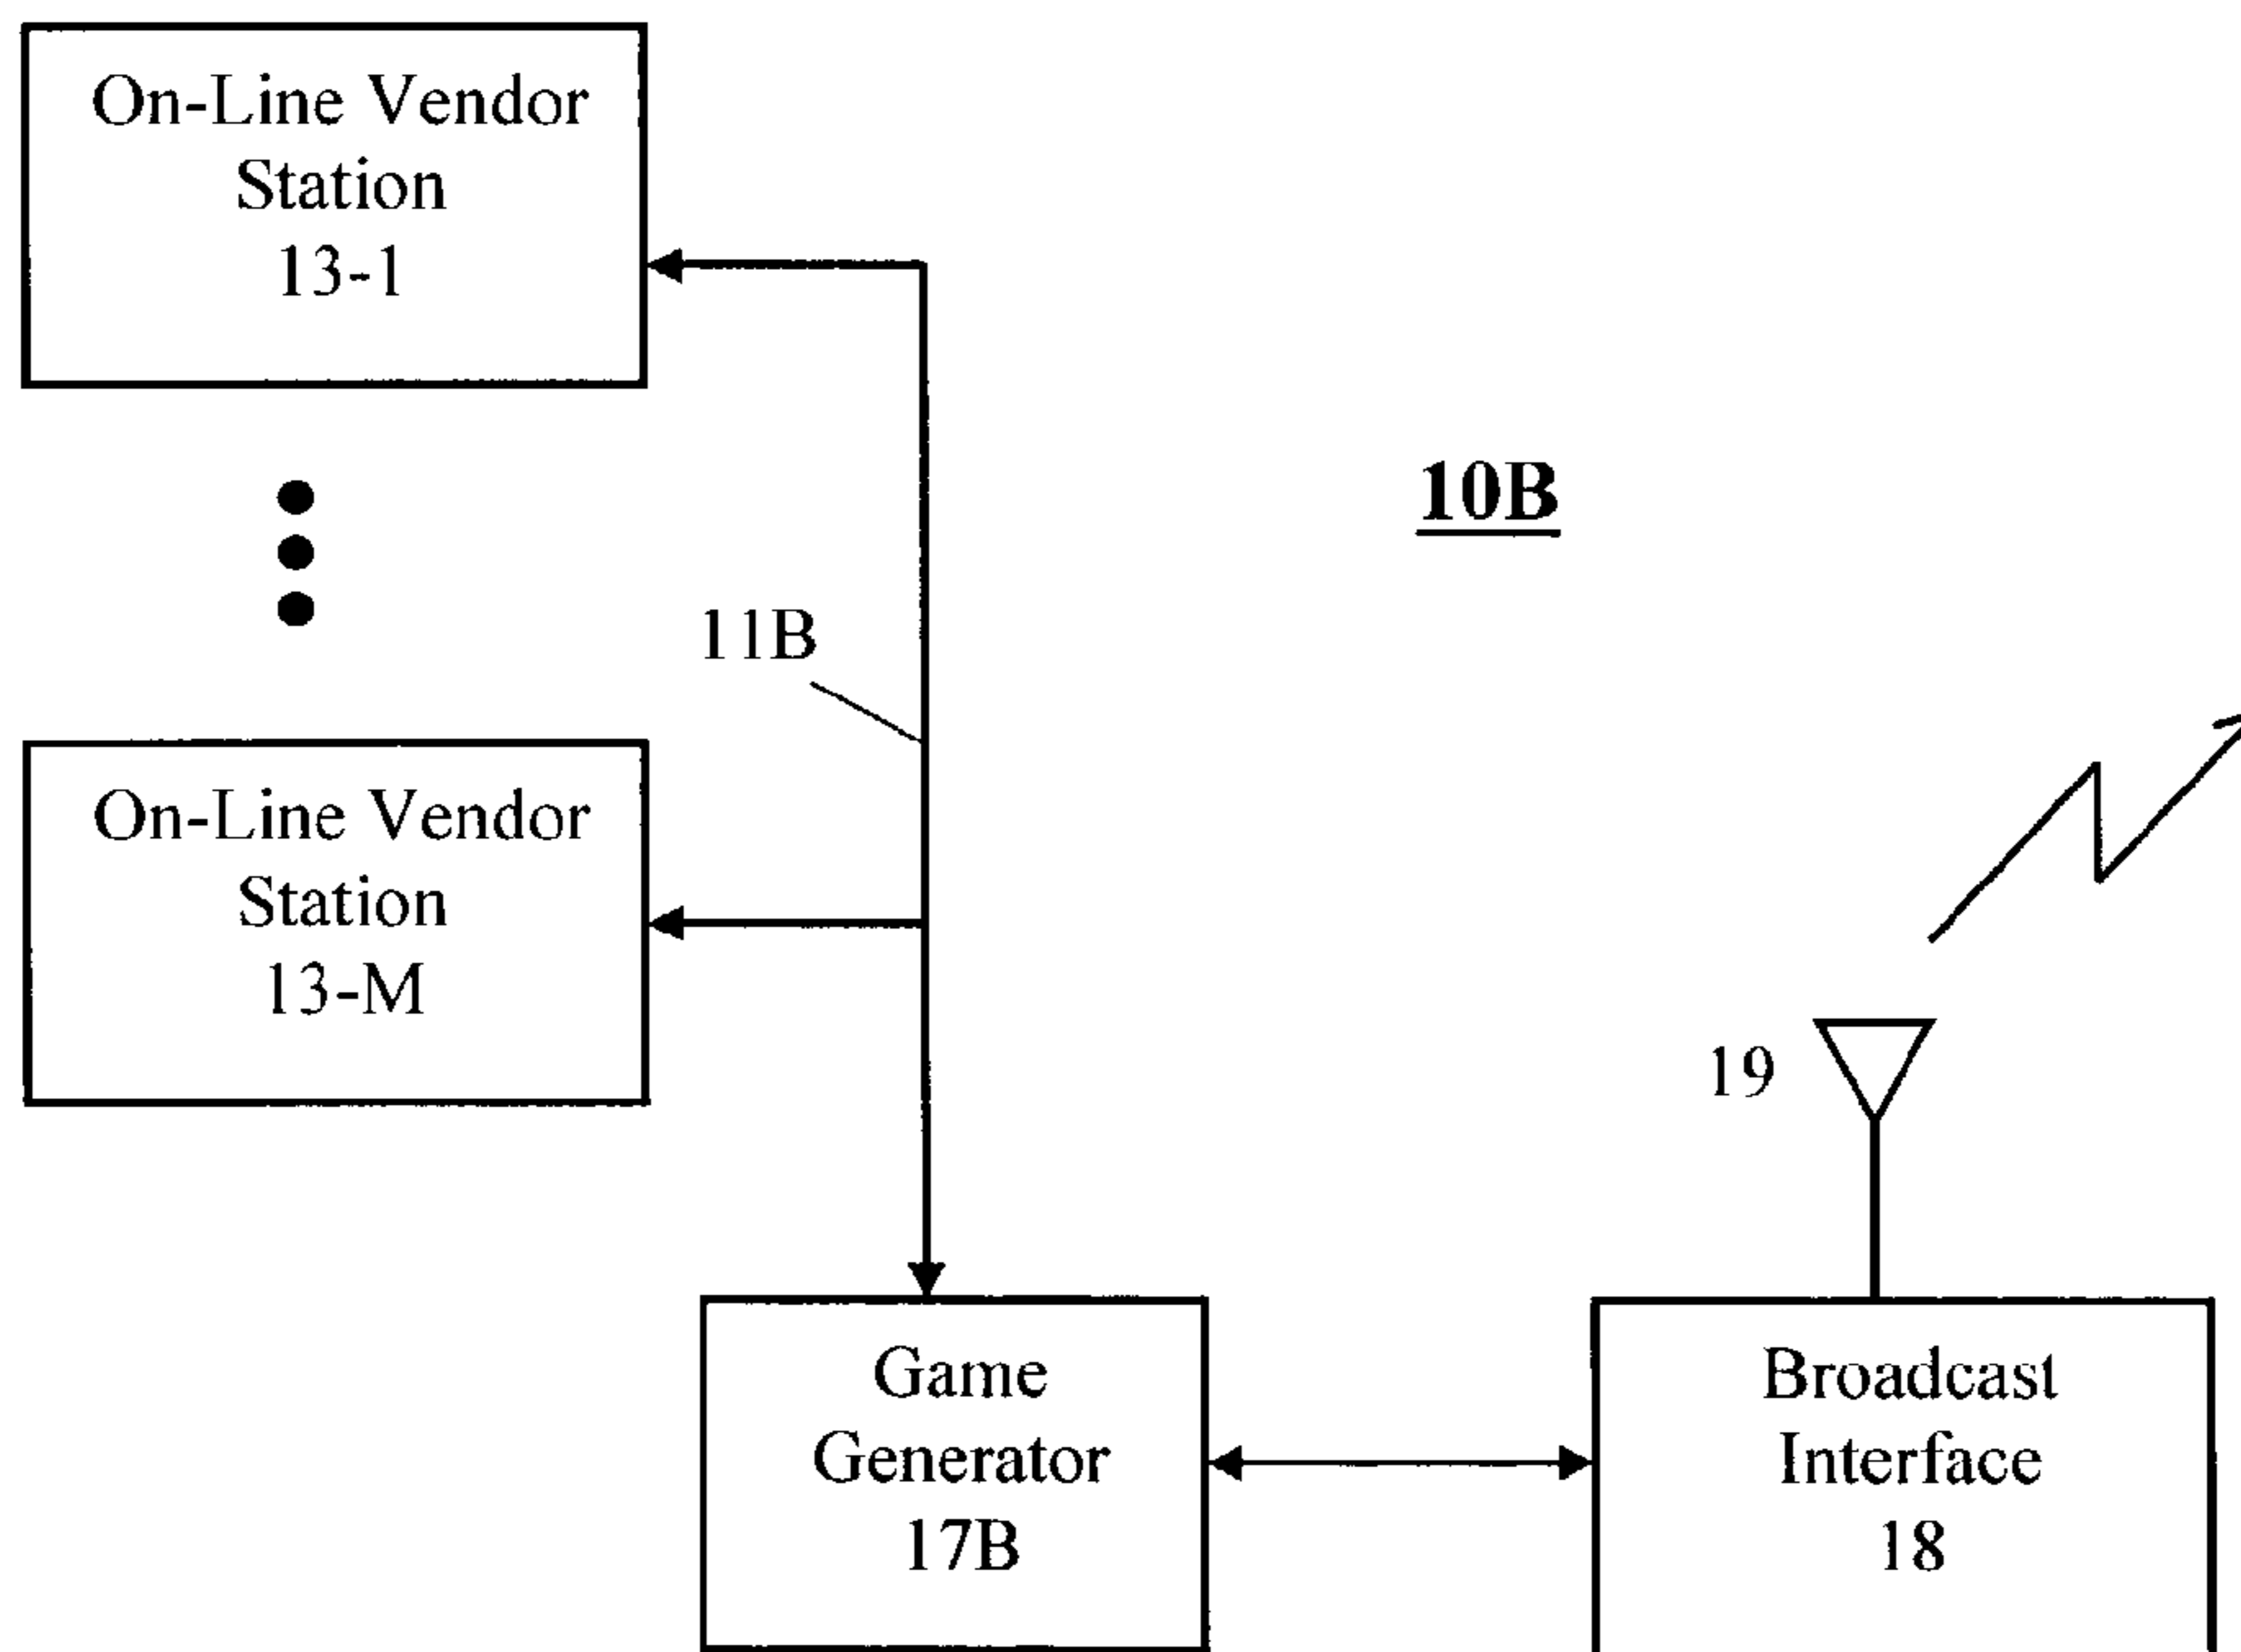 On-Line Vendor
Station
13-1
10B
11B
On-Line Vendor
Station
13-M
19
Game
Generator
17B
Broadcast
Interface
18